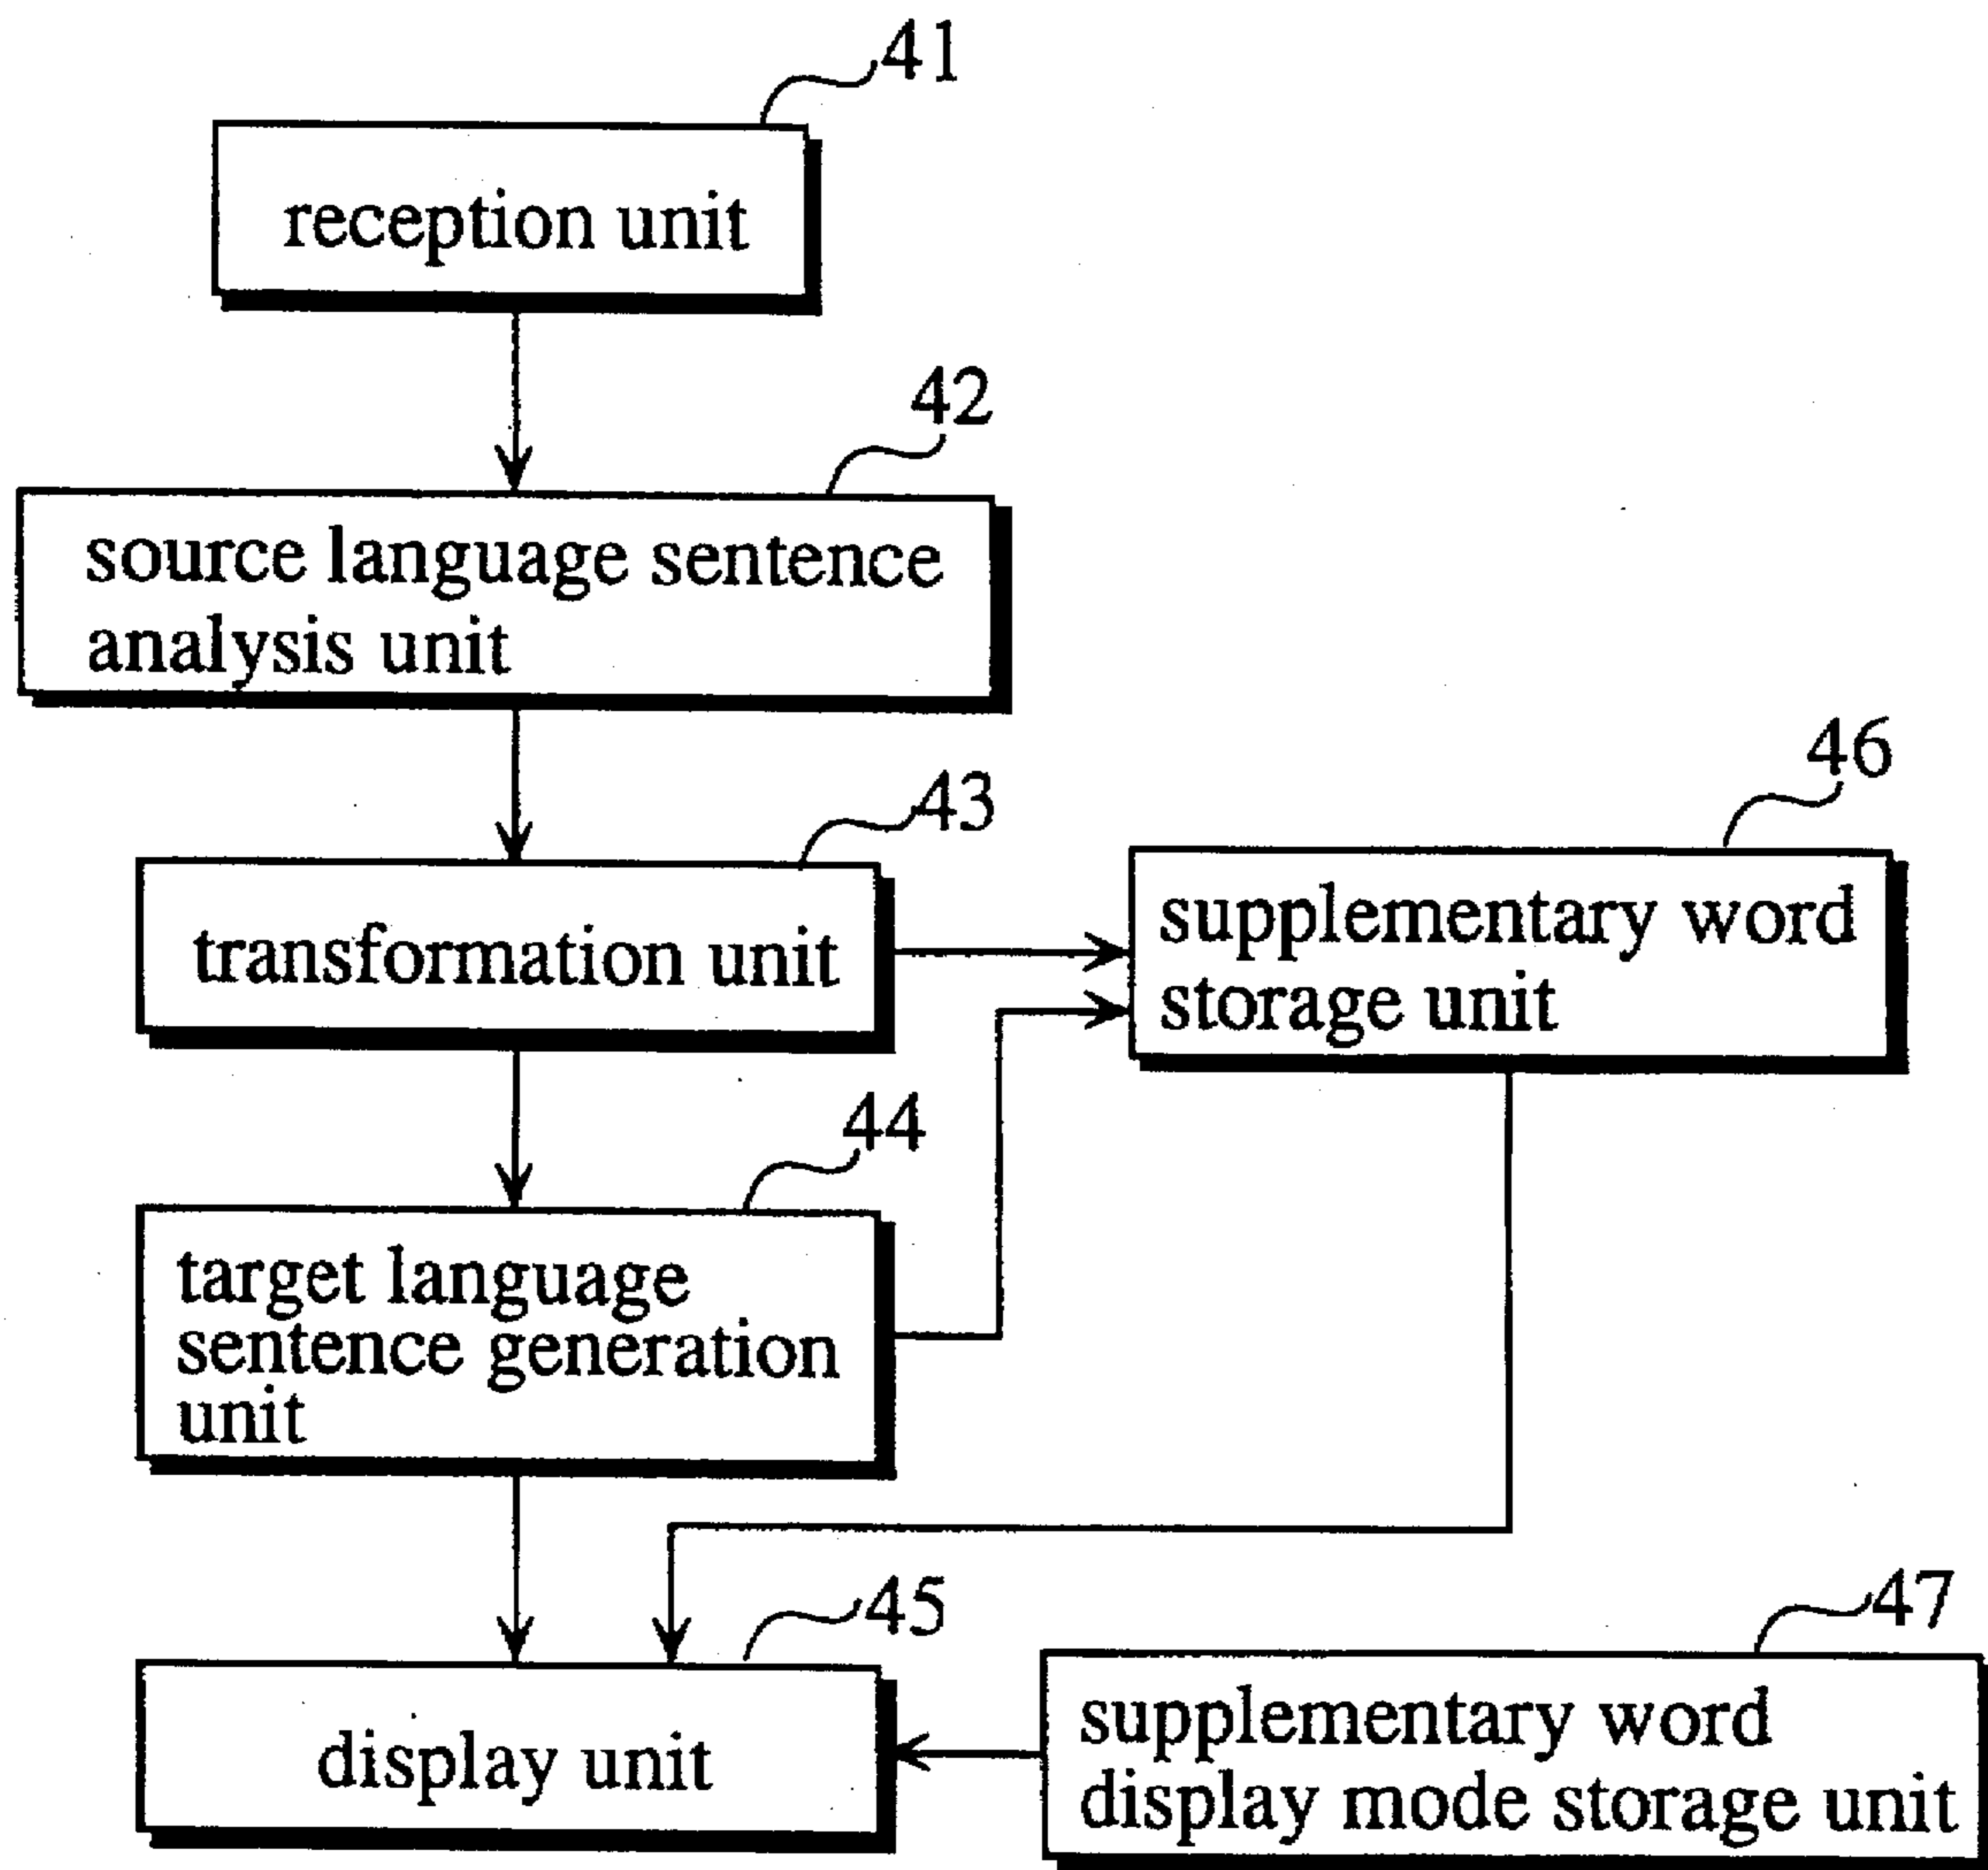 41
reception unit
42
source language sentence
analysis unit
43
transformation unit
46
supplementary word
storage unit
44
target language
sentence generation
unit
45
display unit
47
supplementary word
display mode storage unit